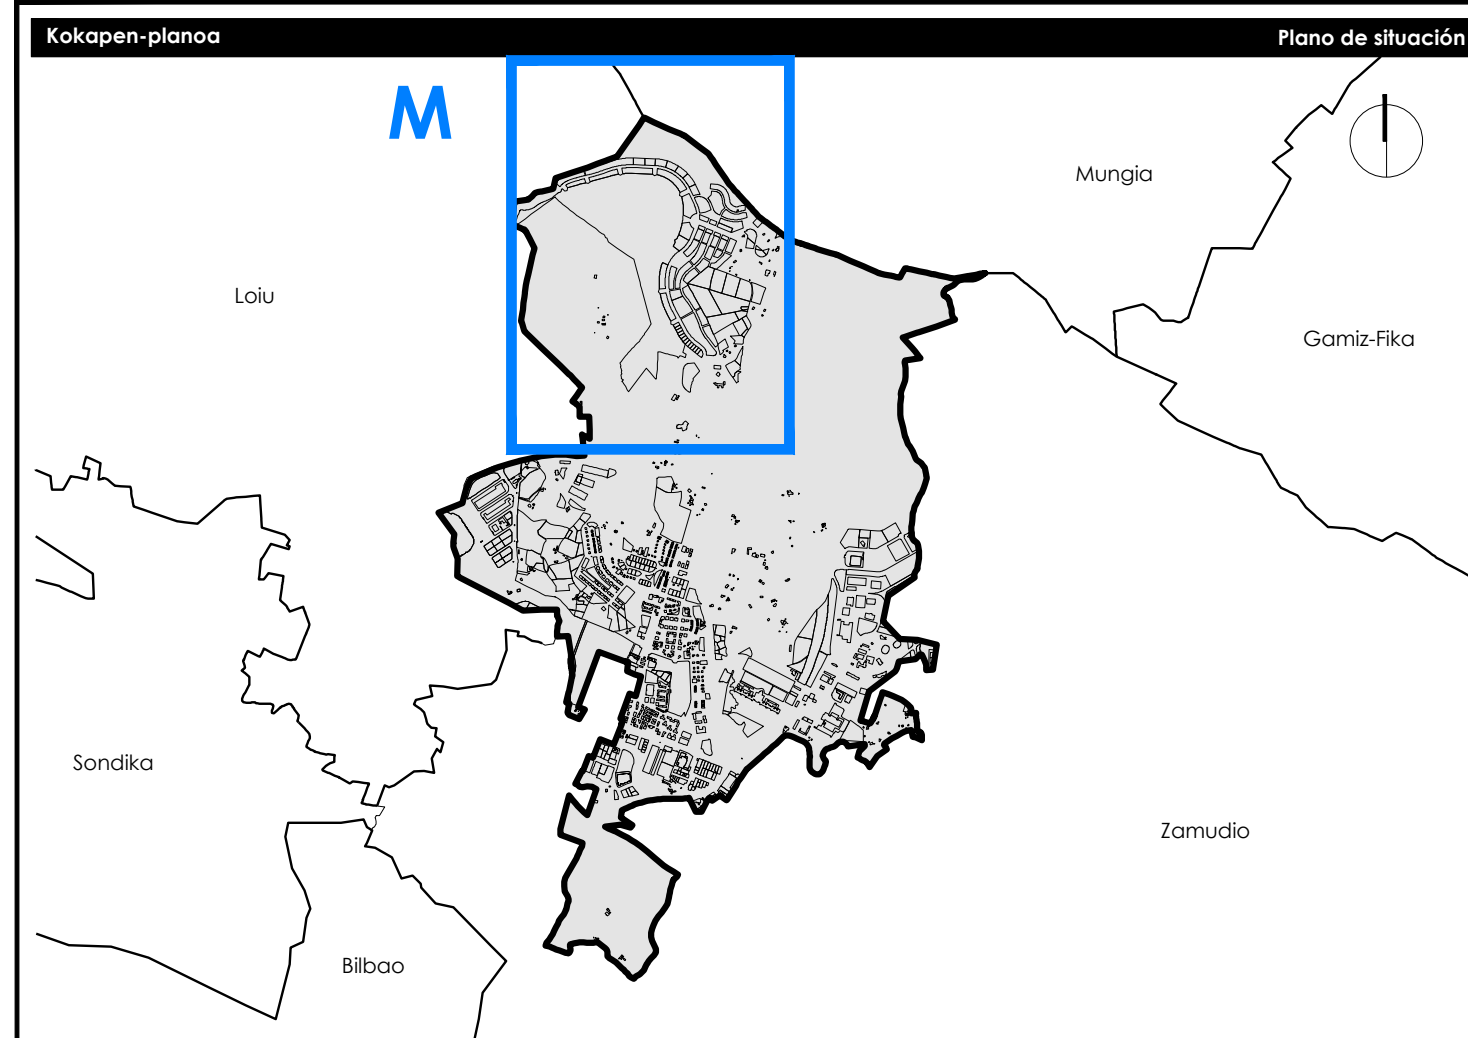 Kokapen-planoa
Plano de situación
M
Mungia
Loiu
Gamiz-Fika
Sondika
Zamudio
Bilbao